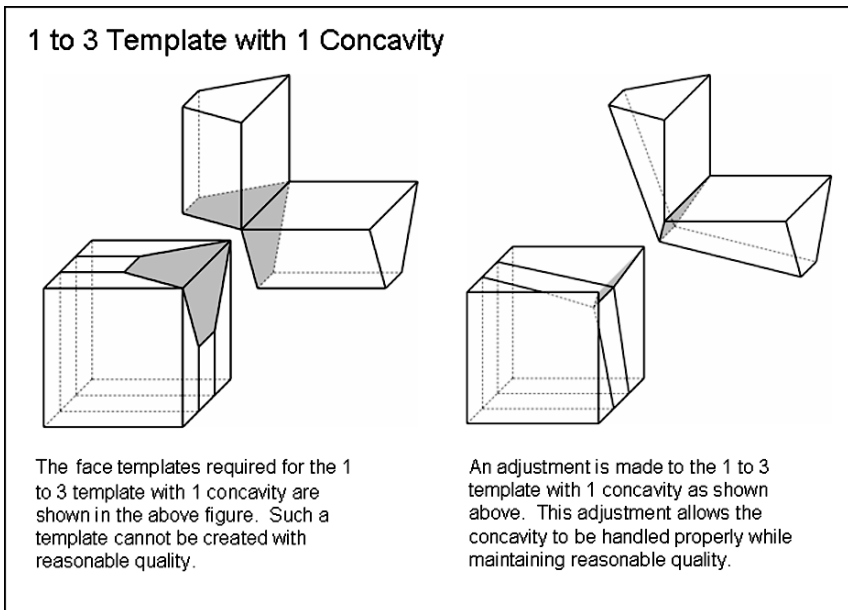 1 to 3 Template with 1 Concavity
The face templates required for the 1
to 3 template with 1 concavity are
shown in the above figure. Such a
template cannot be created with
reasonable quality.
An adjustment is made to the 1 to 3
template with 1 concavity as shown
above. This adjustment allows the
concavity to be handled properly while
maintaining reasonable quality.